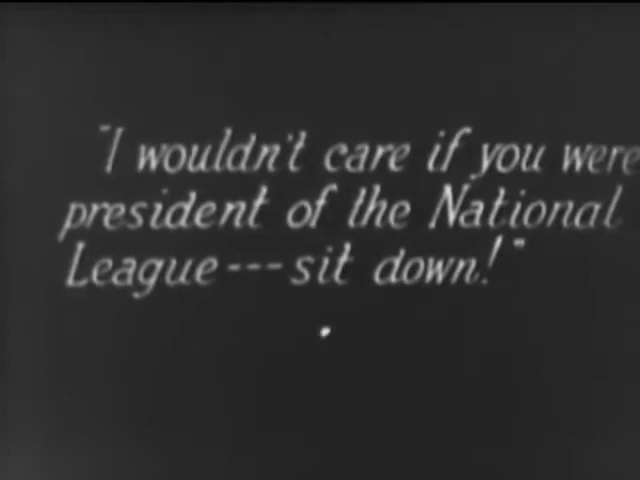 "I wouldn't care if you were
president of the National
League---sit down!"